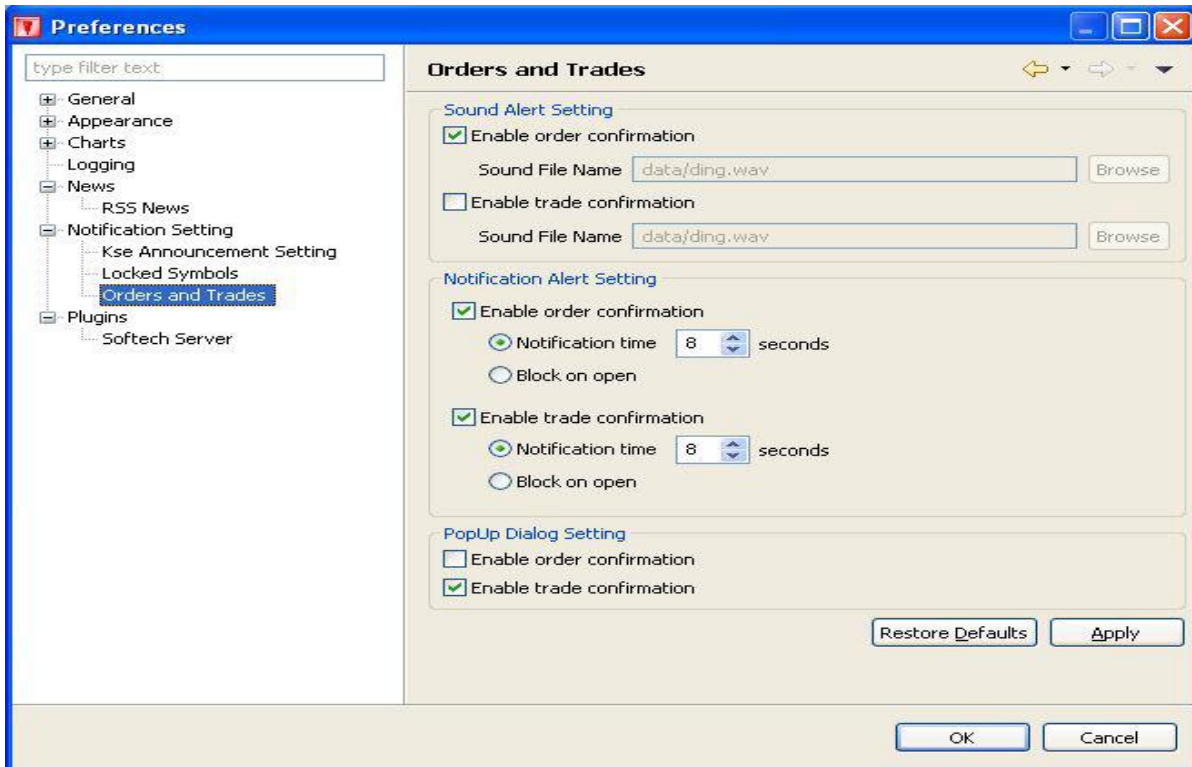 Preferences
type filter text
General
Appearance
Charts
Logging
News
RSS News
Notification Setting
Kse Announcement Setting
Locked Symbols
Orders and Trades
Plugins
Softech Server
Orders and Trades
Sound Alert Setting
Enable order confirmation
Sound File Name data/ding.wav Browse
Enable trade confirmation
Sound File Name data/ding.wav Browse
Notification Alert Setting
Enable order confirmation
Notification time 8 seconds
Block on open
Enable trade confirmation
Notification time 8 seconds
Block on open
PopUp Dialog Setting
Enable order confirmation
Enable trade confirmation
Restore Defaults Apply
OK Cancel